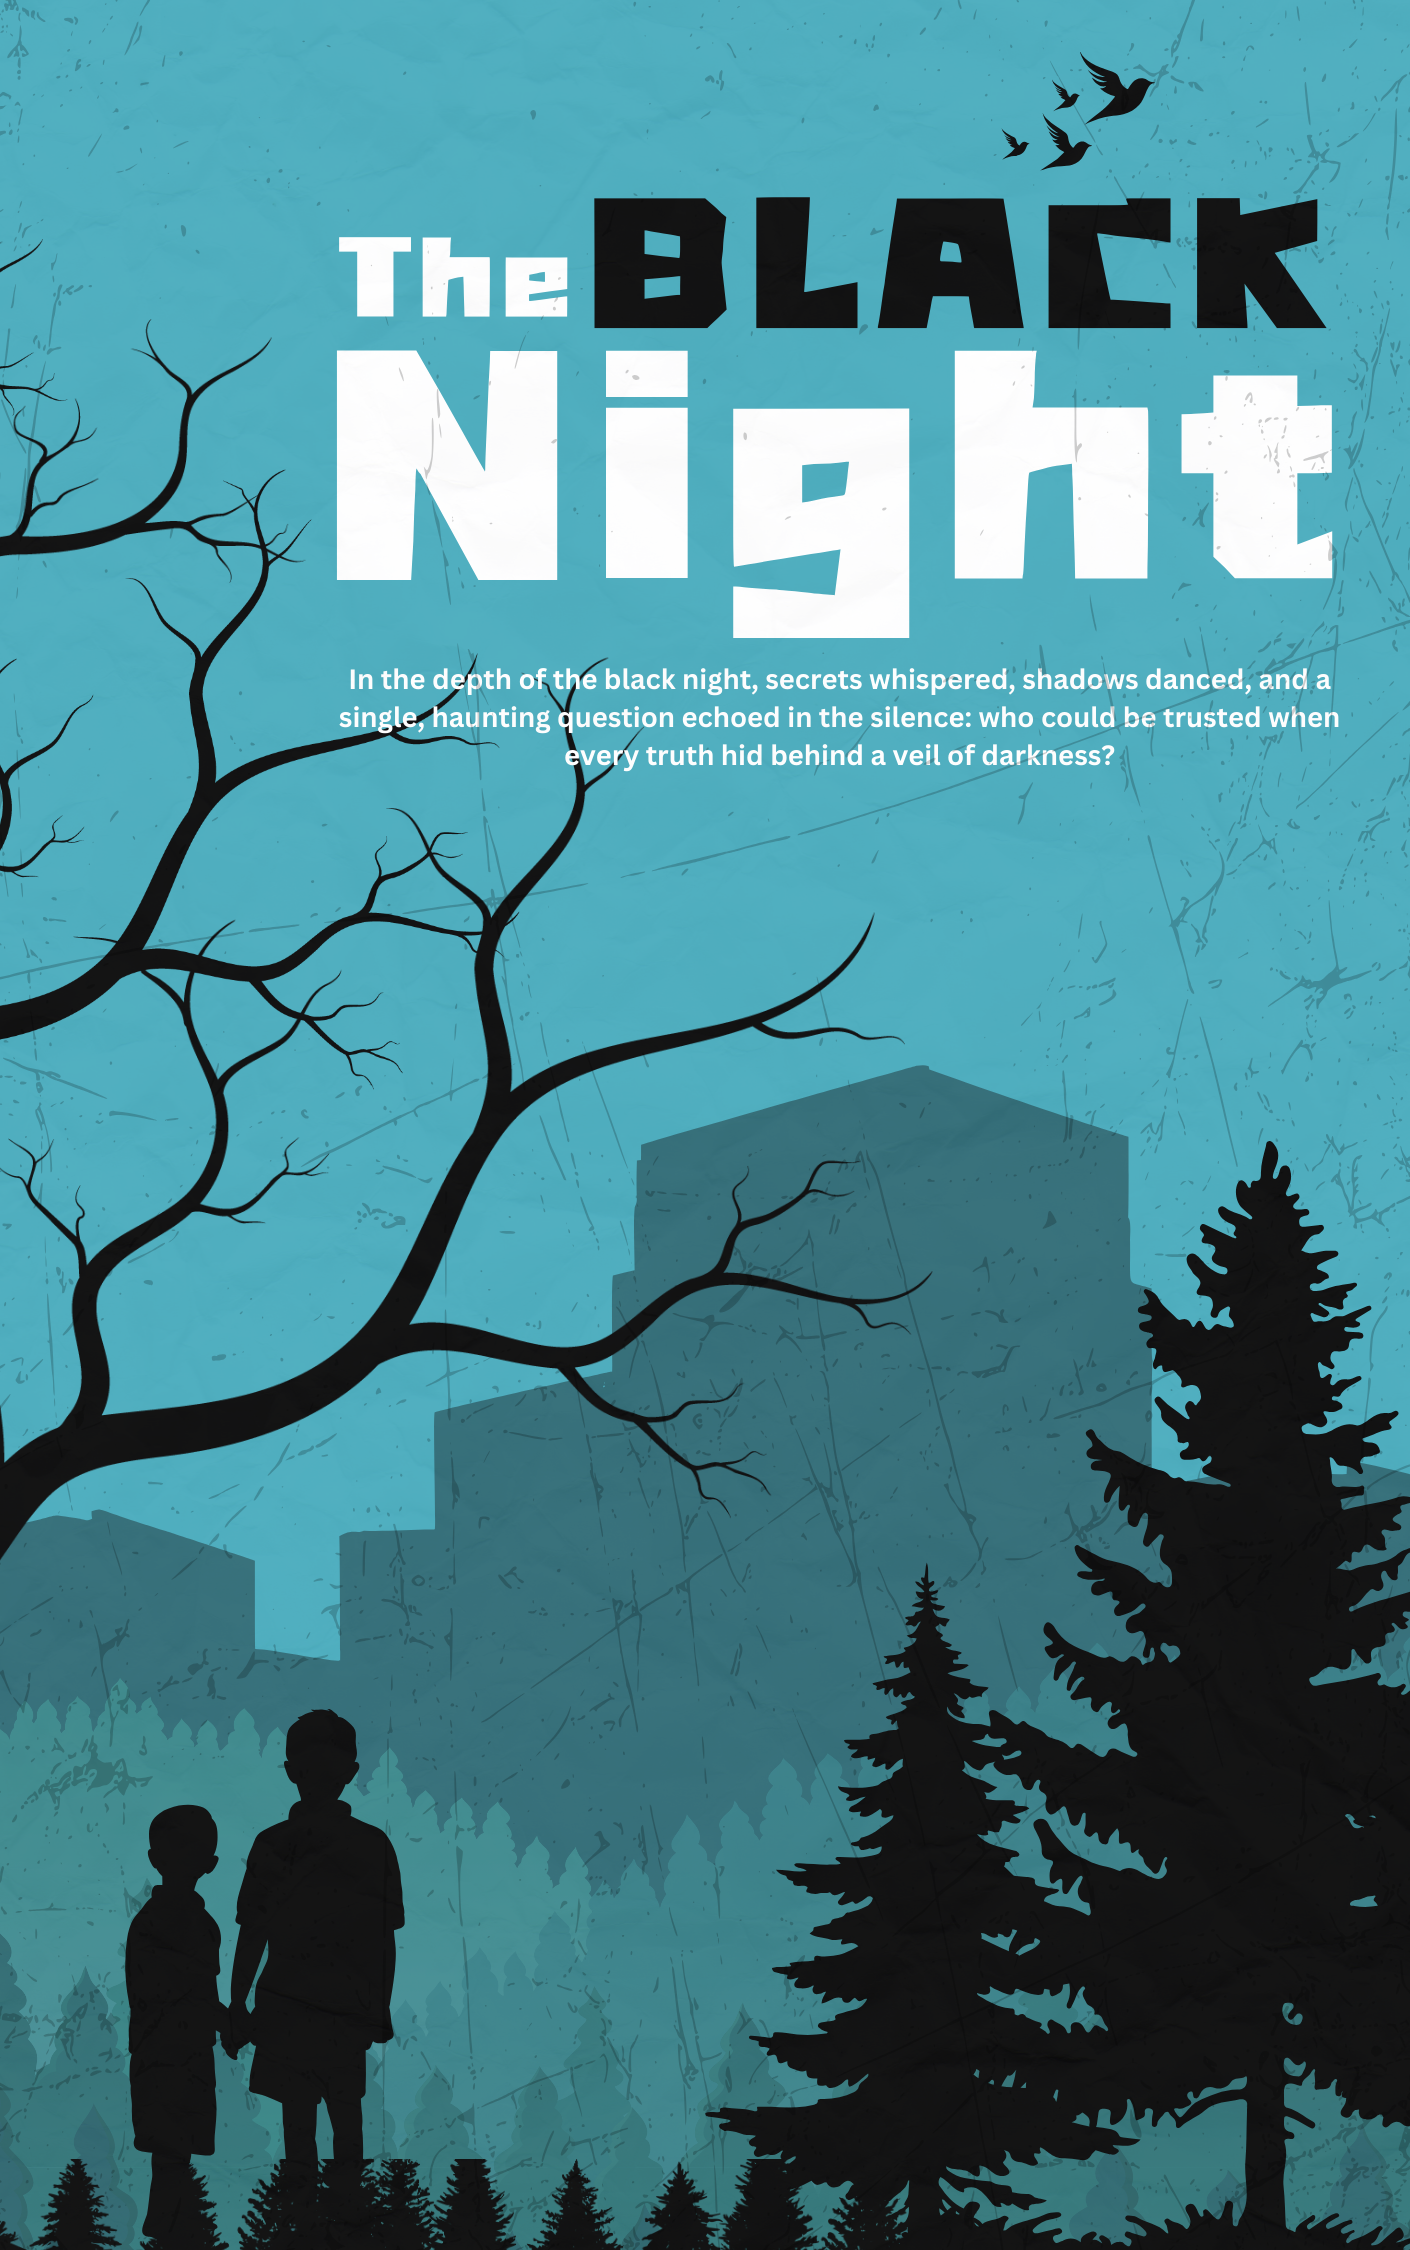 The BLACK
Night
In the depth of the black night, secrets whispered, shadows danced, and a
single, haunting question echoed in the silence: who could be trusted when
every truth hid behind a veil of darkness?